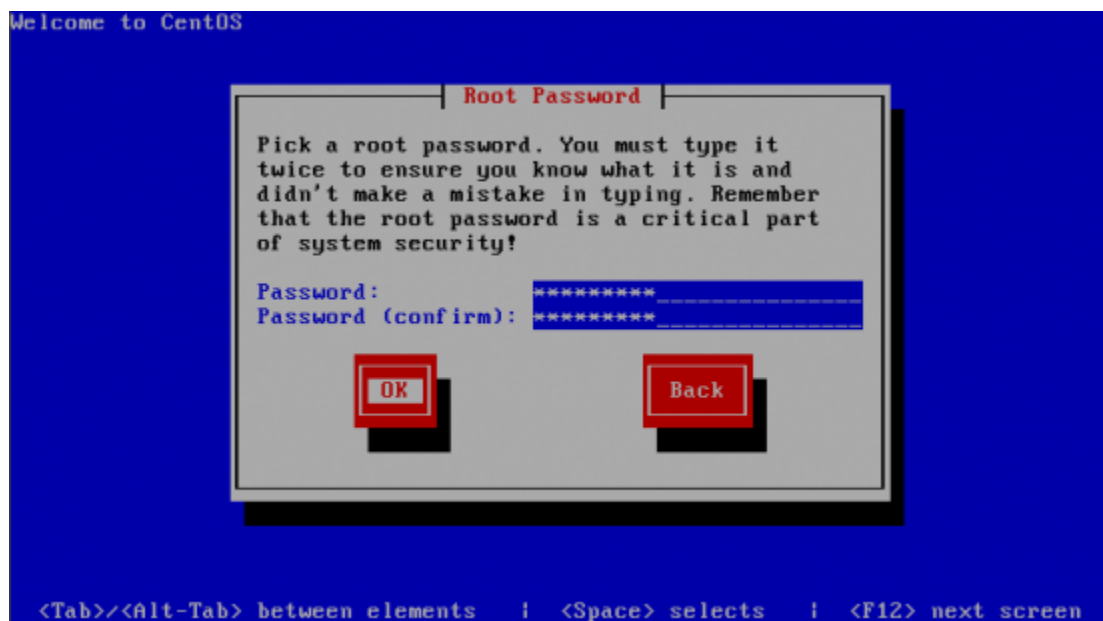 Welcome to CentOS
Root Password
Pick a root password. You must type it
twice to ensure you know what it is and
didn't make a mistake in typing. Remember
that the root password is a critical part
of system security!
Password: *********_______________
Password (confirm): *********_______________
OK Back
<Tab>/<Alt-Tab> between elements | <Space> selects | <F12> next screen